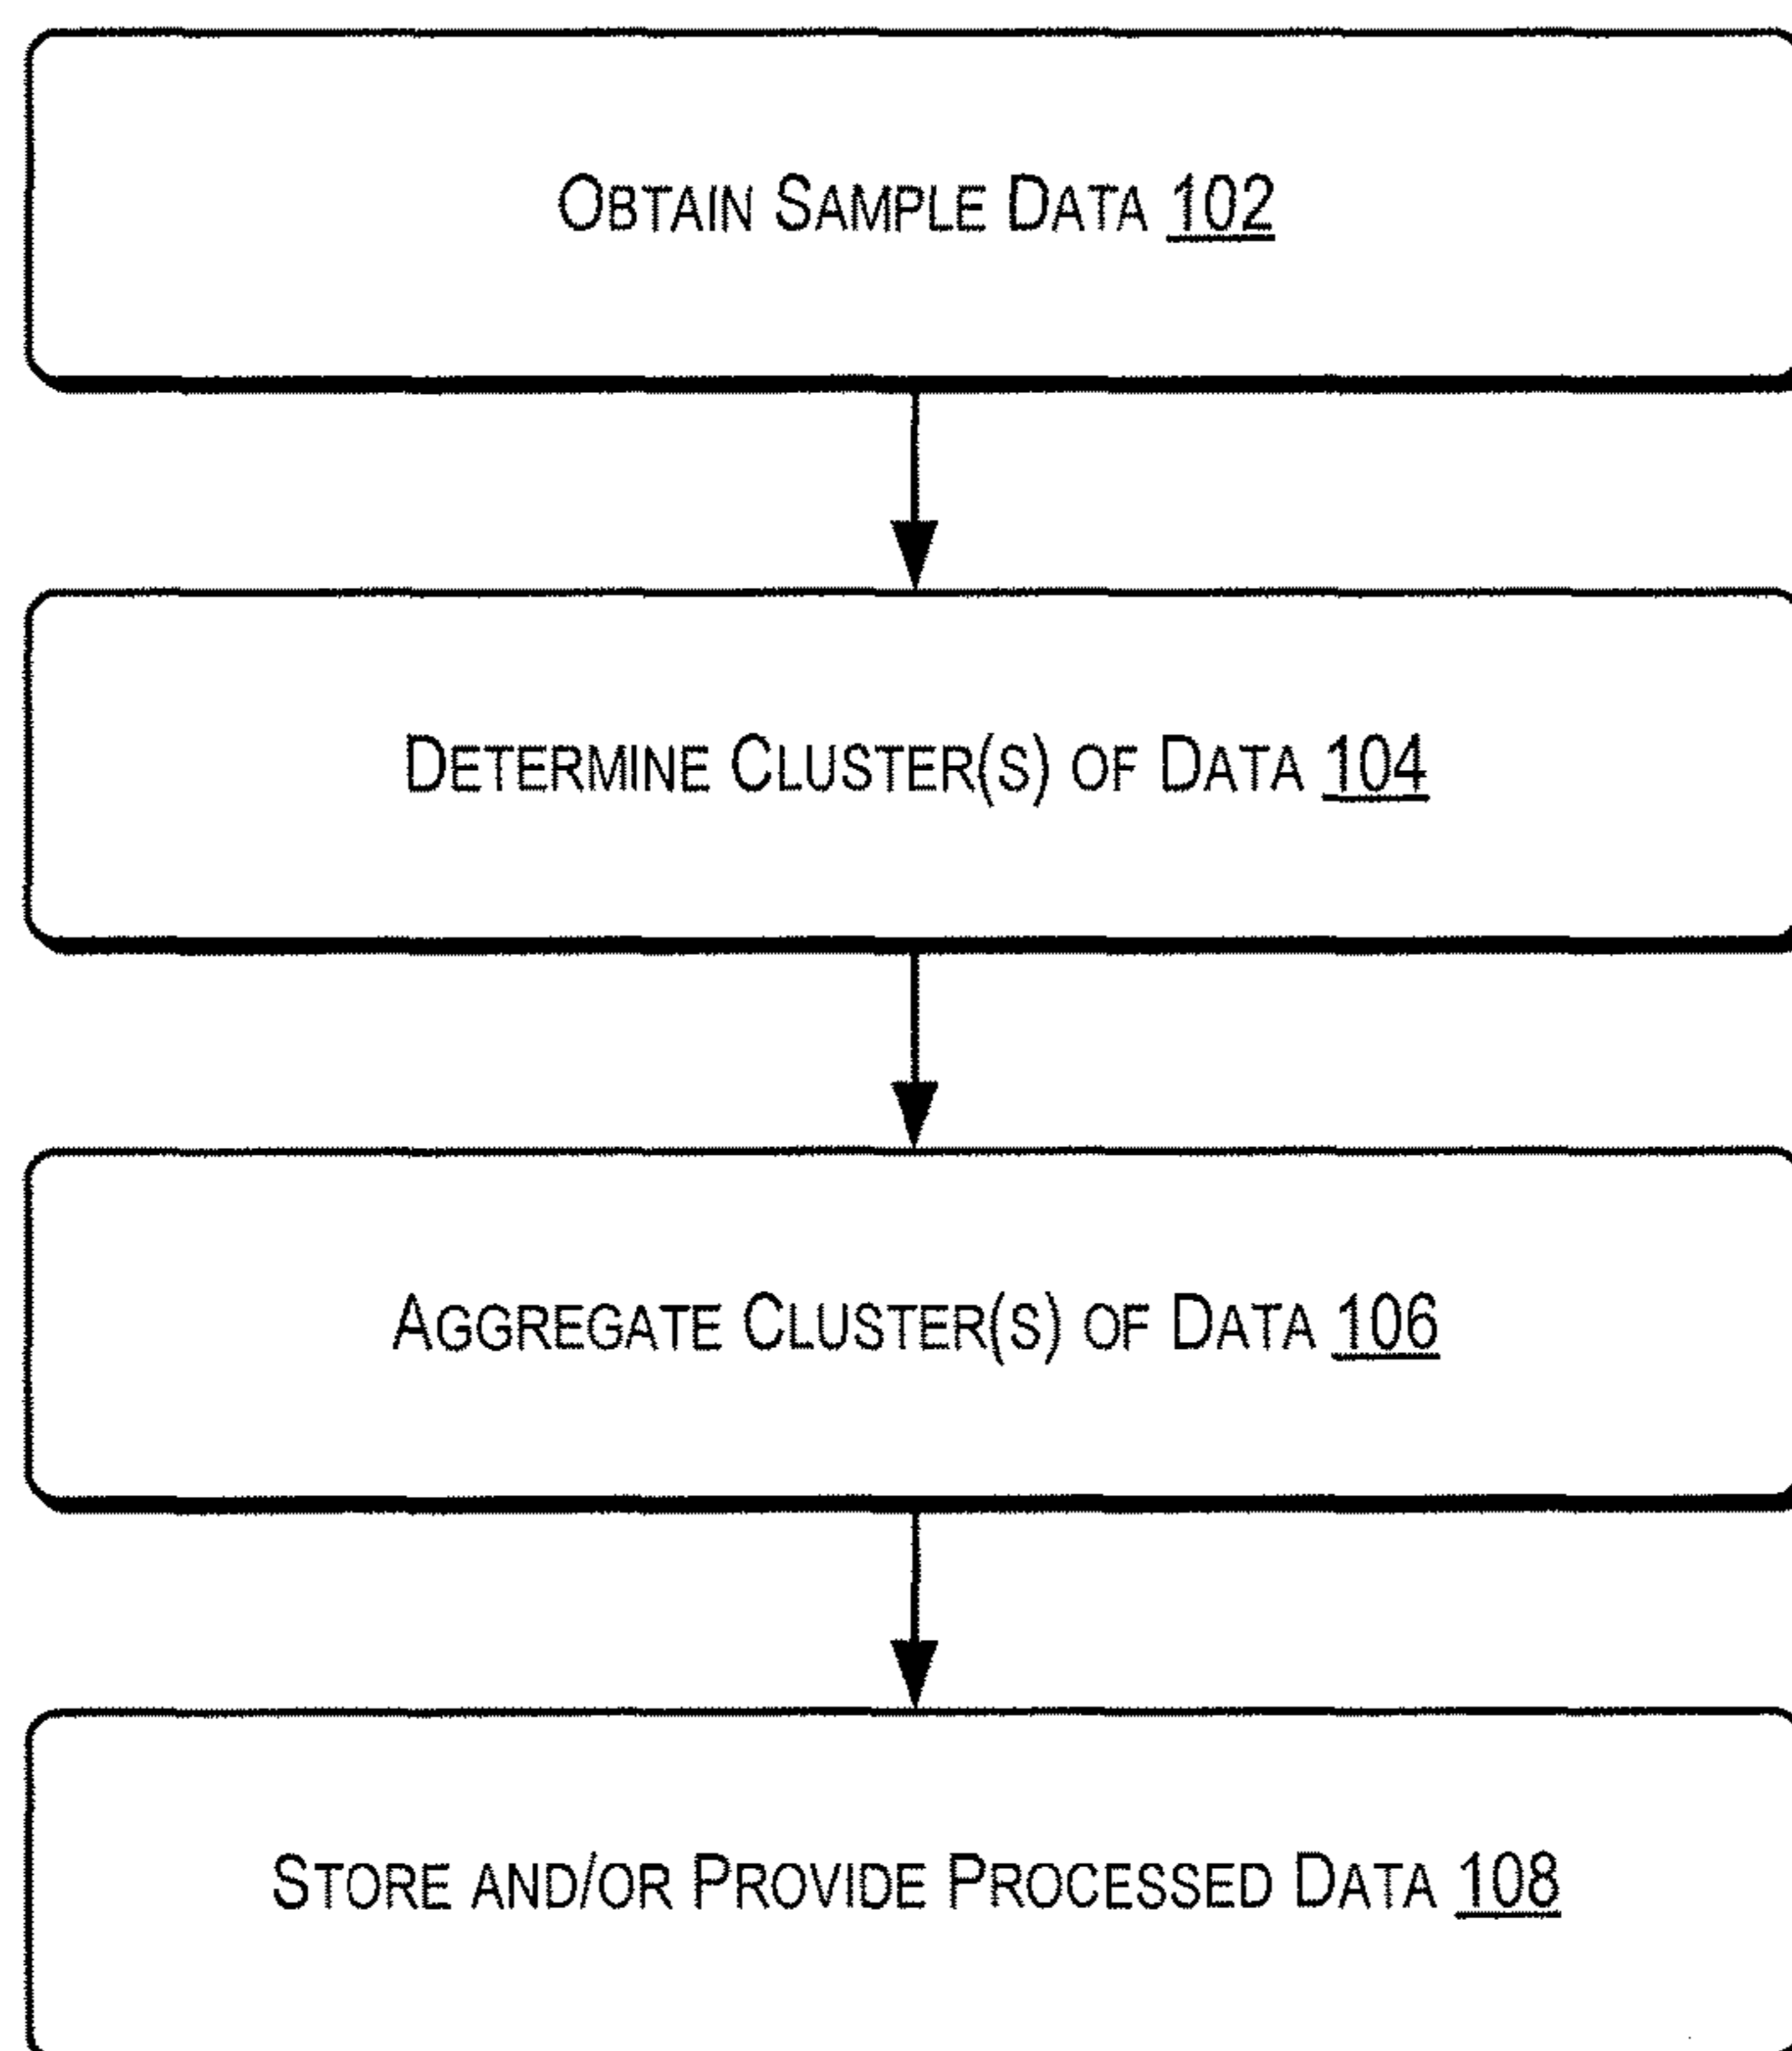 Obtain Sample Data 102
Determine Cluster(s) of Data 104
Aggregate Cluster(s) of Data 106
Store and/or Provide Processed Data 108